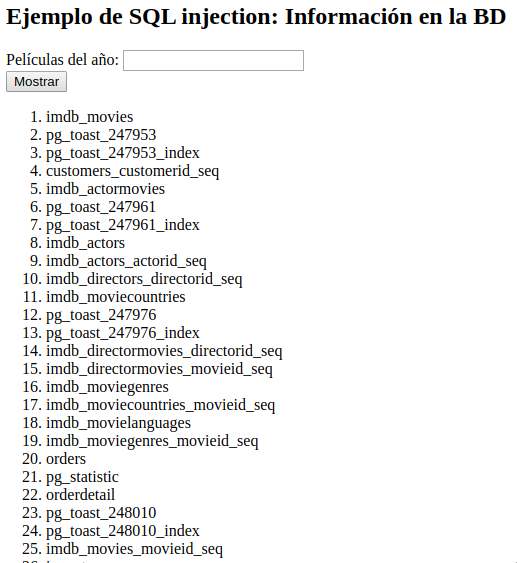 Ejemplo de SQL injection: Información en la BD
Películas del año:
Mostrar
1. imdb_movies
2. pg_toast_247953
3. pg_toast_247953_index
4. customers_customerid_seq
5. imdb_actormovies
6. pg_toast_247961
7. pg_toast_247961_index
8. imdb_actors
9. imdb_actors_actorid_seq
10. imdb_directors_directorid_seq
11. imdb_moviecountries
12. pg_toast_247976
13. pg_toast_247976_index
14. imdb_directormovies_directorid_seq
15. imdb_directormovies_movieid_seq
16. imdb_moviegenres
17. imdb_moviecountries_movieid_seq
18. imdb_movielanguages
19. imdb_moviegenres_movieid_seq
20. orders
21. pg_statistic
22. orderdetail
23. pg_toast_248010
24. pg_toast_248010_index
25. imdb_movies_movieid_seq